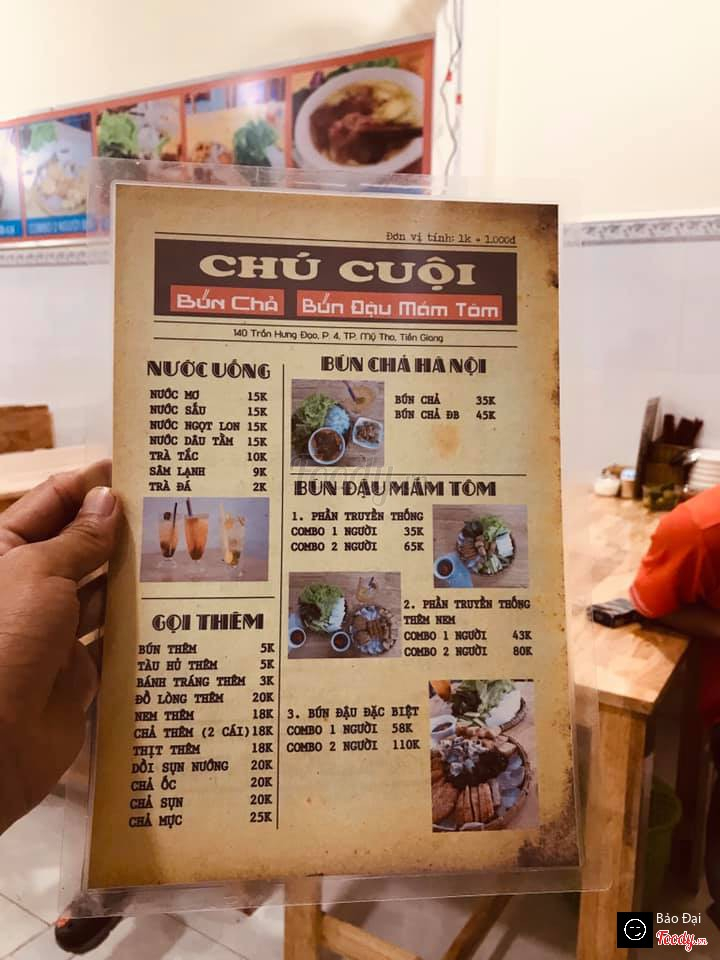 COMBO 2 NGƯỜI
Đơn vị tính: 1k = 1.000đ
CHÚ CUỘI
BÚN CHẢ BÚN ĐẬU MẮM TÔM
140 Trần Hưng Đạo, P. 4, TP. Mỹ Tho, Tiền Giang
NƯỚC UỐNG
NƯỚC MƠ 15K
NƯỚC SẤU 15K
NƯỚC NGỌT LON 15K
NƯỚC DÂU TẰM 15K
TRÀ TẮC 10K
SÂM LẠNH 9K
TRÀ ĐÁ 2K
GỌI THÊM
BÚN THÊM 5K
TÀU HỦ THÊM 5K
BÁNH TRÁNG THÊM 3K
ĐỒ LÒNG THÊM 20K
NEM THÊM 18K
CHẢ THÊM (2 CÁI) 18K
THỊT THÊM 18K
DỒI SỤN NƯỚNG 20K
CHẢ ỐC 20K
CHẢ SỤN 20K
CHẢ MỰC 25K
BÚN CHẢ HÀ NỘI
BÚN CHẢ 35K
BÚN CHẢ ĐB 45K
BÚN ĐẬU MẮM TÔM
1. PHẦN TRUYỀN THỐNG
COMBO 1 NGƯỜI 35K
COMBO 2 NGƯỜI 65K
2. PHẦN TRUYỀN THỐNG
THÊM NEM
COMBO 1 NGƯỜI 43K
COMBO 2 NGƯỜI 80K
3. BÚN ĐẬU ĐẶC BIỆT
COMBO 1 NGƯỜI 58K
COMBO 2 NGƯỜI 110K
Foody
Bảo Đại
Foody.vn